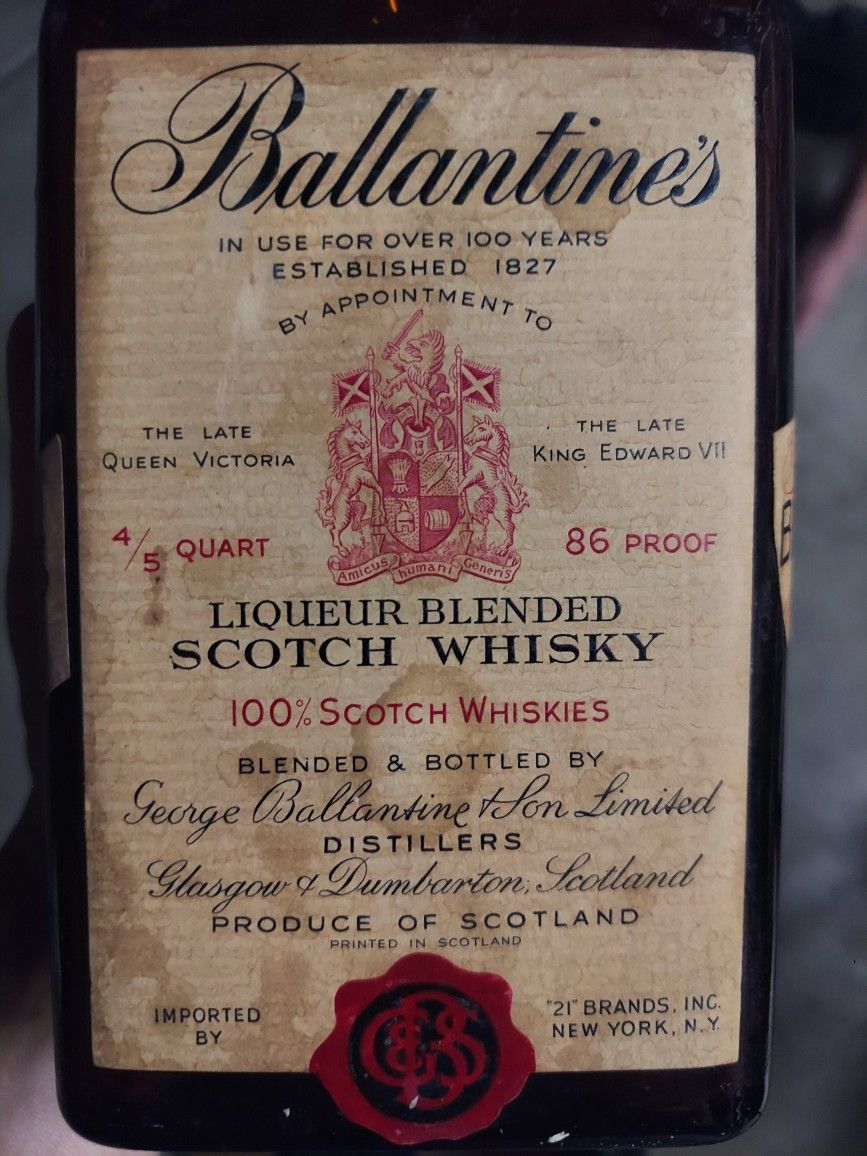 Ballantine's
IN USE FOR OVER 100 YEARS
ESTABLISHED 1827
BY APPOINTMENT TO
THE LATE
QUEEN VICTORIA
THE LATE
KING EDWARD VII
4/5 QUART
86 PROOF
Amicus humani Generis
LIQUEUR BLENDED
SCOTCH WHISKY
100% SCOTCH WHISKIES
BLENDED & BOTTLED BY
George Ballantine & Son Limited
DISTILLERS
Glasgow & Dumbarton, Scotland
PRODUCE OF SCOTLAND
PRINTED IN SCOTLAND
IMPORTED
BY
"21" BRANDS, INC.
NEW YORK, N.Y.